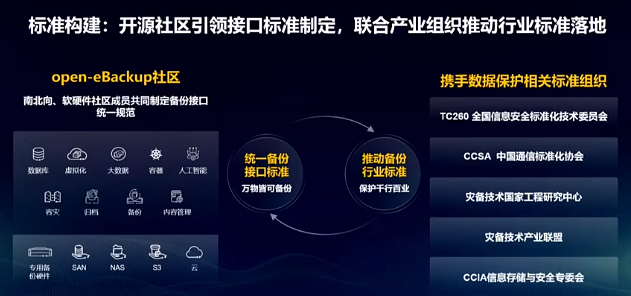 标准构建：开源社区引领接口标准制定，联合产业组织推动行业标准落地
open-eBackup社区
南北向、软硬件社区成员共同制定备份接口
统一规范
数据库 虚拟化 大数据 容器 人工智能
容灾 归档 备份 内容管理
专用备
份硬件
SAN NAS S3 云
统一备份
接口标准
万物皆可备份
推动备份
行业标准
保护千行百业
携手数据保护相关标准组织
TC260 全国信息安全标准化技术委员会
CCSA 中国通信标准化协会
灾备技术国家工程研究中心
灾备技术产业联盟
CCIA信息存储与安全专委会